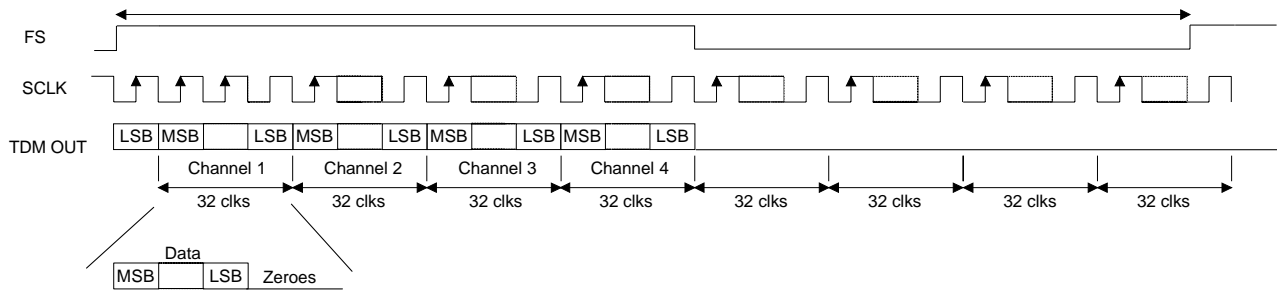 FS
SCLK
TDM OUT
LSB MSB LSB MSB LSB MSB LSB MSB LSB
Channel 1 Channel 2 Channel 3 Channel 4
32 clks 32 clks 32 clks 32 clks 32 clks 32 clks 32 clks 32 clks
Data
MSB LSB Zeroes